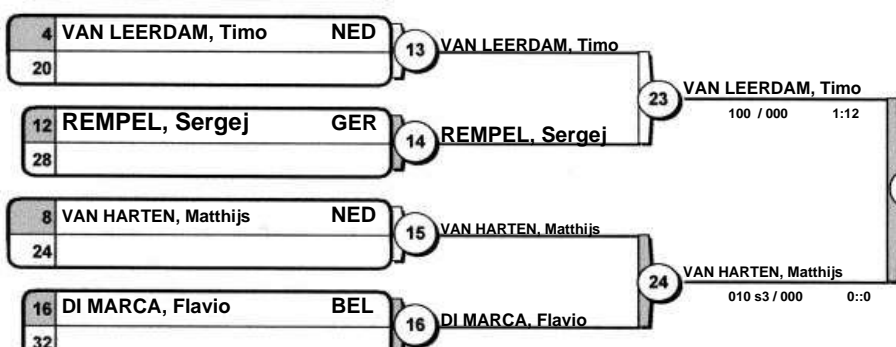 4 VAN LEERDAM, Timo NED
20
13 VAN LEERDAM, Timo
12 REMPEL, Sergej GER
28
14 REMPEL, Sergej
23 VAN LEERDAM, Timo
100 / 000 1:12
8 VAN HARTEN, Matthijs NED
24
15 VAN HARTEN, Matthijs
16 DI MARCA, Flavio BEL
32
16 DI MARCA, Flavio
24 VAN HARTEN, Matthijs
010 s3 / 000 0::0